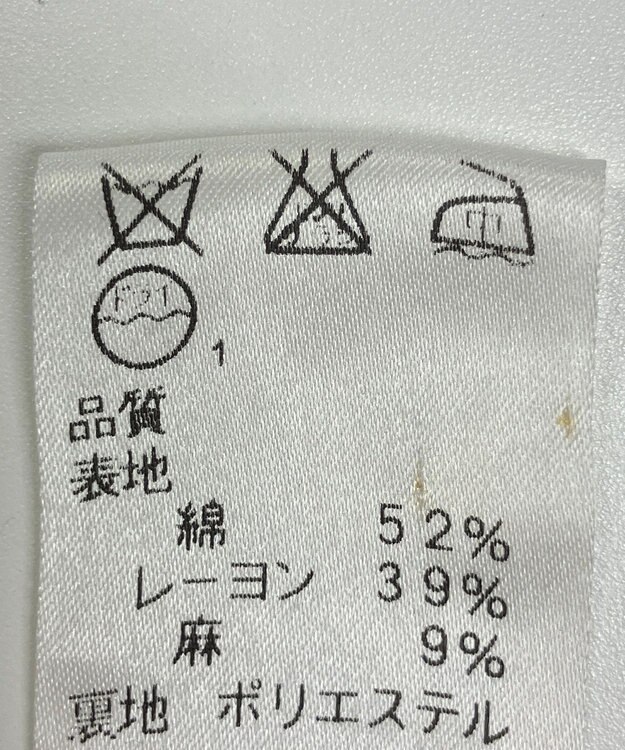 中
ドライ
1
品質
表地
綿 52%
レーヨン 39%
麻 9%
裏地 ポリエステル